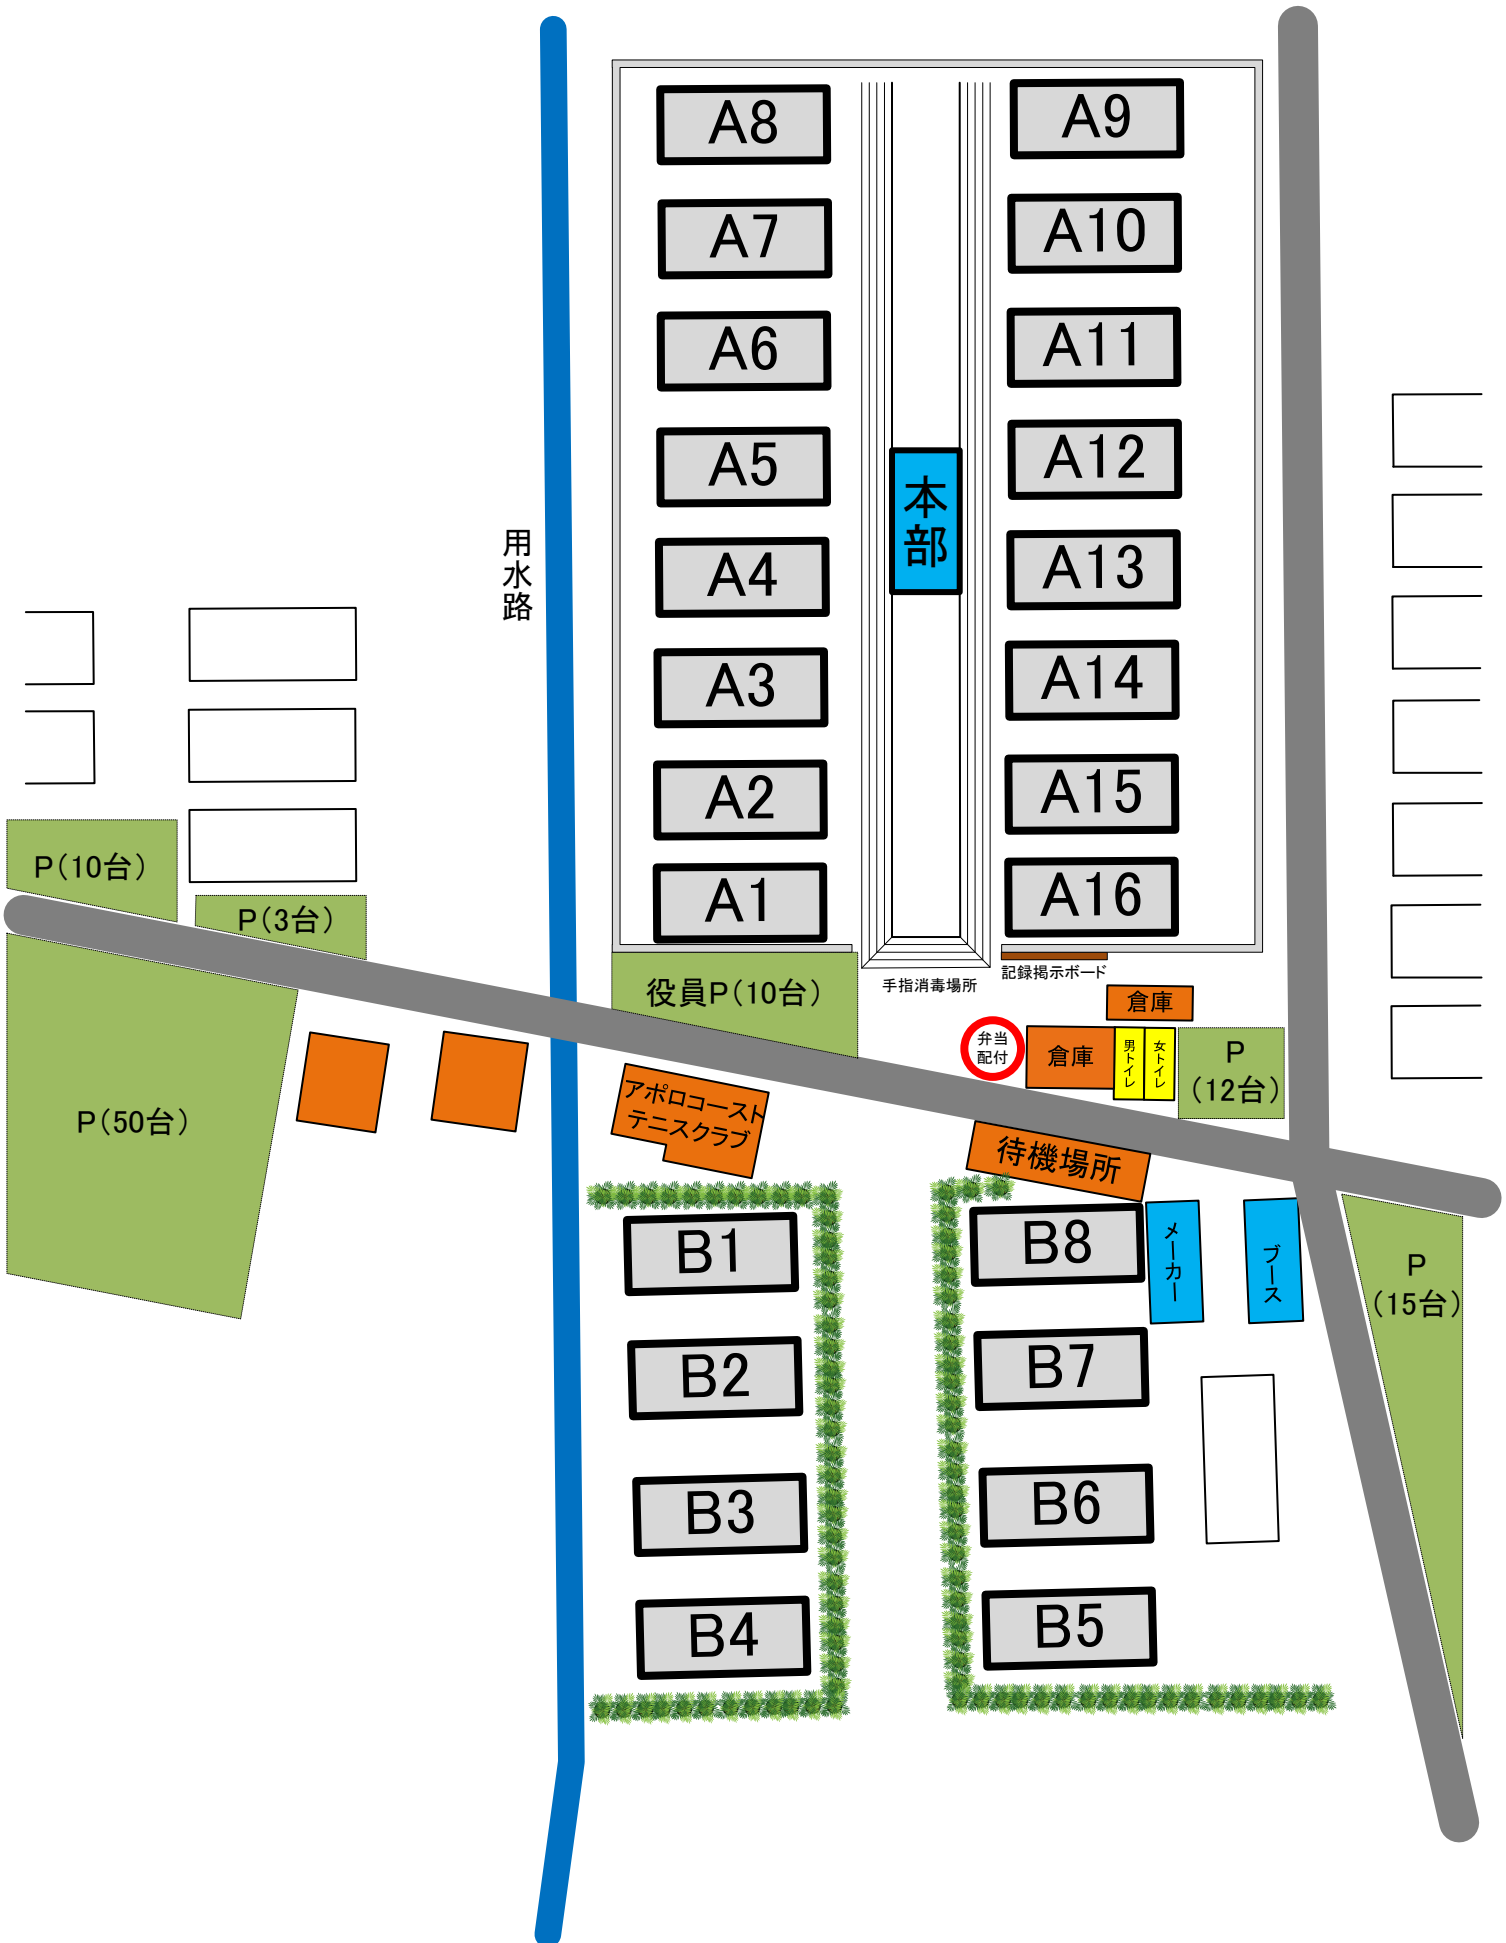 A8
A9
A7
A10
A6
A11
A5
A12
本部
用水路
A4
A13
A3
A14
A2
A15
A1
A16
P(10台)
P(3台)
役員P(10台)
手指消毒場所
記録掲示ボード
倉庫
弁当
配付
倉庫
男トイレ
女トイレ
P
(12台)
P(50台)
アポロコースト
テニスクラブ
待機場所
B1
B8
メーカー
ブース
P
(15台)
B2
B7
B3
B6
B4
B5